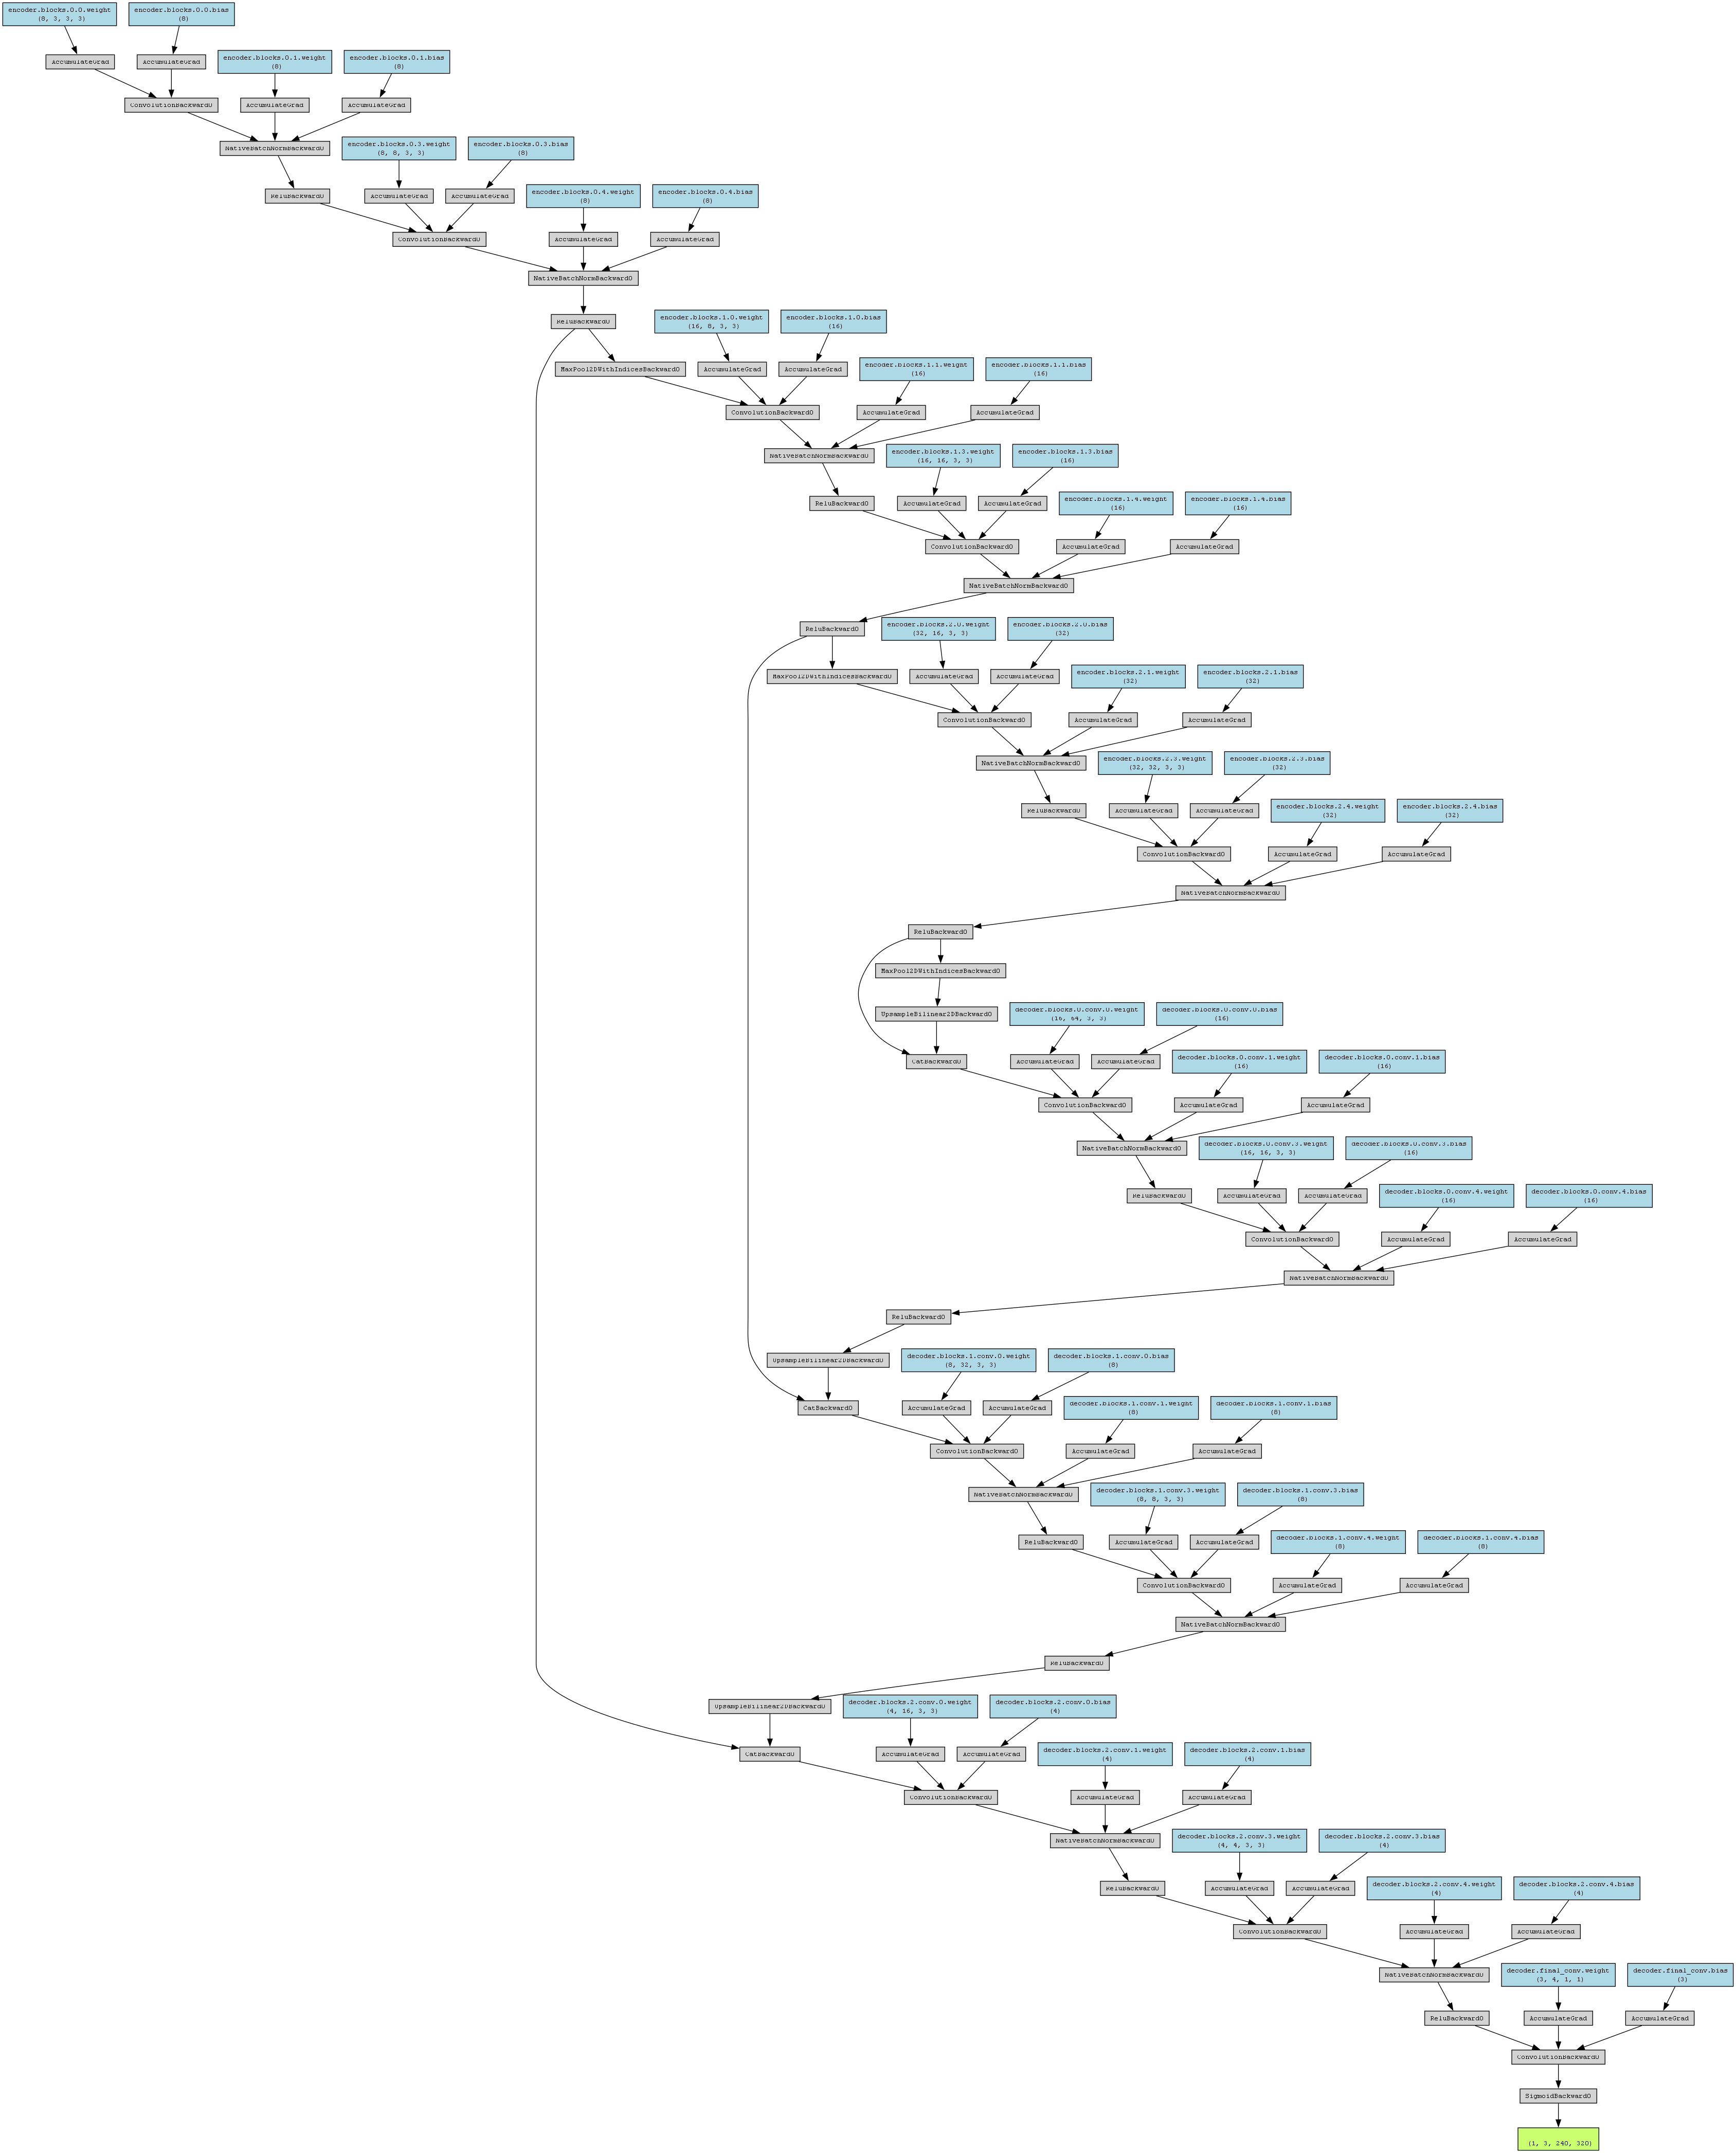 encoder.blocks.0.0.weight
(8, 3, 3, 3)
encoder.blocks.0.0.bias
(8)
AccumulateGrad
AccumulateGrad
encoder.blocks.0.1.weight
(8)
encoder.blocks.0.1.bias
(8)
ConvolutionBackward0
AccumulateGrad
AccumulateGrad
NativeBatchNormBackward0
encoder.blocks.0.3.weight
(8, 8, 3, 3)
encoder.blocks.0.3.bias
(8)
ReluBackward0
AccumulateGrad
AccumulateGrad
encoder.blocks.0.4.weight
(8)
encoder.blocks.0.4.bias
(8)
ConvolutionBackward0
AccumulateGrad
AccumulateGrad
NativeBatchNormBackward0
ReluBackward0
encoder.blocks.1.0.weight
(16, 8, 3, 3)
encoder.blocks.1.0.bias
(16)
MaxPool2DWithIndicesBackward0
AccumulateGrad
AccumulateGrad
encoder.blocks.1.1.weight
(16)
encoder.blocks.1.1.bias
(16)
ConvolutionBackward0
AccumulateGrad
AccumulateGrad
NativeBatchNormBackward0
encoder.blocks.1.3.weight
(16, 16, 3, 3)
encoder.blocks.1.3.bias
(16)
ReluBackward0
AccumulateGrad
AccumulateGrad
encoder.blocks.1.4.weight
(16)
encoder.blocks.1.4.bias
(16)
ConvolutionBackward0
AccumulateGrad
AccumulateGrad
NativeBatchNormBackward0
ReluBackward0
encoder.blocks.2.0.weight
(32, 16, 3, 3)
encoder.blocks.2.0.bias
(32)
MaxPool2DWithIndicesBackward0
AccumulateGrad
AccumulateGrad
encoder.blocks.2.1.weight
(32)
encoder.blocks.2.1.bias
(32)
ConvolutionBackward0
AccumulateGrad
AccumulateGrad
NativeBatchNormBackward0
encoder.blocks.2.3.weight
(32, 32, 3, 3)
encoder.blocks.2.3.bias
(32)
ReluBackward0
AccumulateGrad
AccumulateGrad
encoder.blocks.2.4.weight
(32)
encoder.blocks.2.4.bias
(32)
ConvolutionBackward0
AccumulateGrad
AccumulateGrad
NativeBatchNormBackward0
ReluBackward0
MaxPool2DWithIndicesBackward0
UpsampleBilinear2DBackward0
decoder.blocks.0.conv.0.weight
(16, 64, 3, 3)
decoder.blocks.0.conv.0.bias
(16)
CatBackward0
AccumulateGrad
AccumulateGrad
decoder.blocks.0.conv.1.weight
(16)
decoder.blocks.0.conv.1.bias
(16)
ConvolutionBackward0
AccumulateGrad
AccumulateGrad
NativeBatchNormBackward0
decoder.blocks.0.conv.3.weight
(16, 16, 3, 3)
decoder.blocks.0.conv.3.bias
(16)
ReluBackward0
AccumulateGrad
AccumulateGrad
decoder.blocks.0.conv.4.weight
(16)
decoder.blocks.0.conv.4.bias
(16)
ConvolutionBackward0
AccumulateGrad
AccumulateGrad
NativeBatchNormBackward0
ReluBackward0
UpsampleBilinear2DBackward0
decoder.blocks.1.conv.0.weight
(8, 32, 3, 3)
decoder.blocks.1.conv.0.bias
(8)
CatBackward0
AccumulateGrad
AccumulateGrad
decoder.blocks.1.conv.1.weight
(8)
decoder.blocks.1.conv.1.bias
(8)
ConvolutionBackward0
AccumulateGrad
AccumulateGrad
NativeBatchNormBackward0
decoder.blocks.1.conv.3.weight
(8, 8, 3, 3)
decoder.blocks.1.conv.3.bias
(8)
ReluBackward0
AccumulateGrad
AccumulateGrad
decoder.blocks.1.conv.4.weight
(8)
decoder.blocks.1.conv.4.bias
(8)
ConvolutionBackward0
AccumulateGrad
AccumulateGrad
NativeBatchNormBackward0
ReluBackward0
UpsampleBilinear2DBackward0
decoder.blocks.2.conv.0.weight
(4, 16, 3, 3)
decoder.blocks.2.conv.0.bias
(4)
CatBackward0
AccumulateGrad
AccumulateGrad
decoder.blocks.2.conv.1.weight
(4)
decoder.blocks.2.conv.1.bias
(4)
ConvolutionBackward0
AccumulateGrad
AccumulateGrad
NativeBatchNormBackward0
decoder.blocks.2.conv.3.weight
(4, 4, 3, 3)
decoder.blocks.2.conv.3.bias
(4)
ReluBackward0
AccumulateGrad
AccumulateGrad
decoder.blocks.2.conv.4.weight
(4)
decoder.blocks.2.conv.4.bias
(4)
ConvolutionBackward0
AccumulateGrad
AccumulateGrad
NativeBatchNormBackward0
decoder.final_conv.weight
(3, 4, 1, 1)
decoder.final_conv.bias
(3)
ReluBackward0
AccumulateGrad
AccumulateGrad
ConvolutionBackward0
SigmoidBackward0
(1, 3, 240, 320)